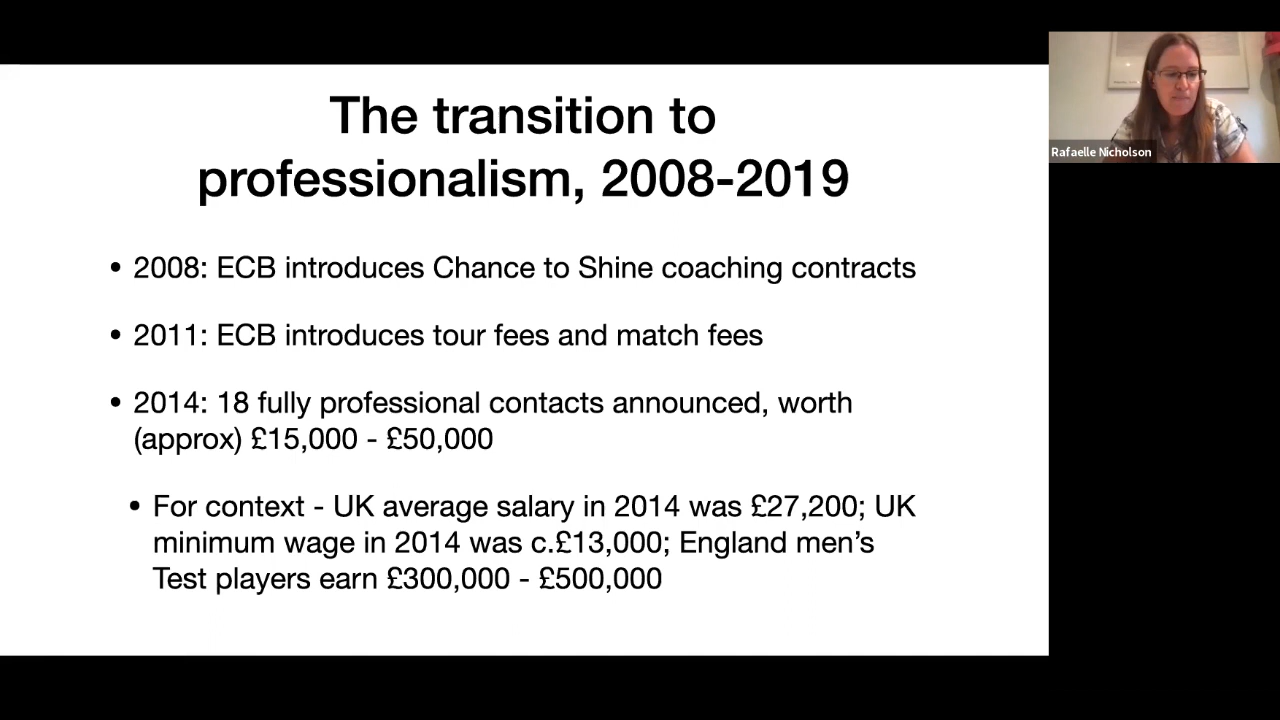 The transition to
professionalism, 2008-2019
• 2008: ECB introduces Chance to Shine coaching contracts
• 2011: ECB introduces tour fees and match fees
• 2014: 18 fully professional contacts announced, worth
(approx) £15,000 - £50,000
• For context - UK average salary in 2014 was £27,200; UK
minimum wage in 2014 was c.£13,000; England men’s
Test players earn £300,000 - £500,000
Rafaelle Nicholson